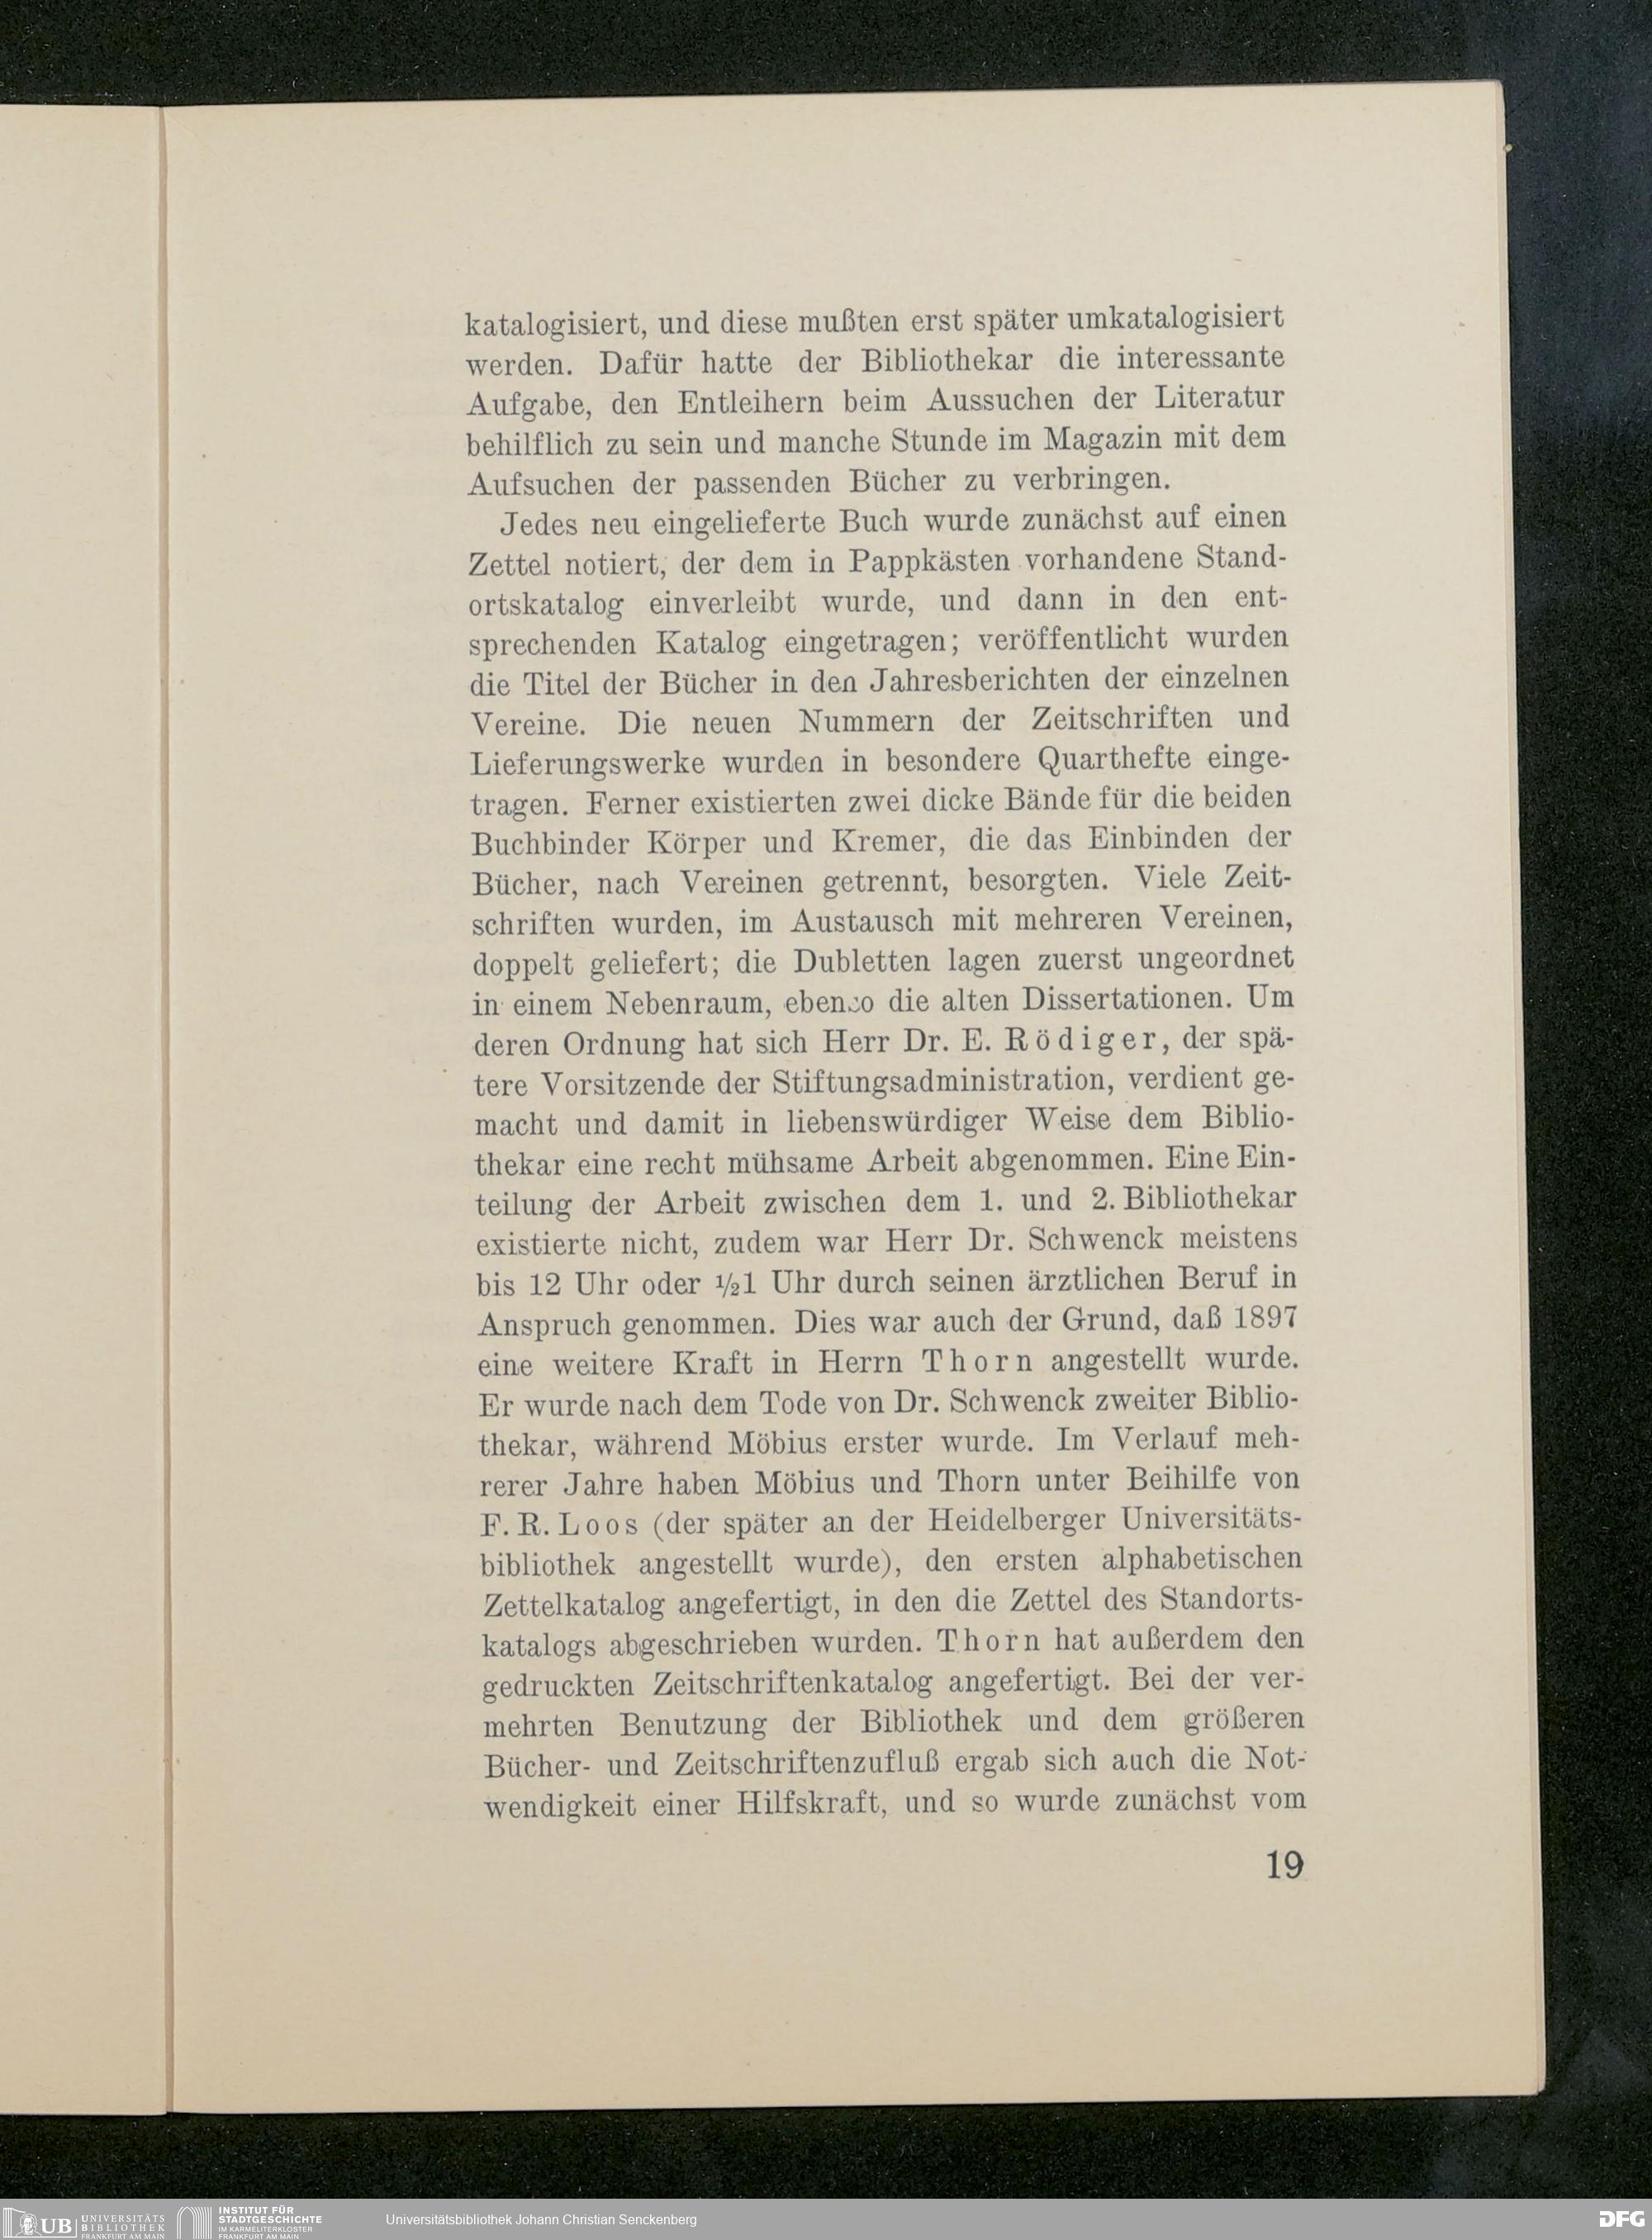 katalogisiert, und diese mußten erst später umkatalogisiert
werden. Dafür hatte der Bibliothekar die interessante
Aufgabe, den Entleihern beim Aussuchen der Literatur
behilflich zu sein und manche Stunde im Magazin mit dem
Aufsuchen der passenden Bücher zu verbringen.
Jedes neu eingelieferte Buch wurde zunächst auf einen
Zettel notiert, der dem in Pappkästen vorhandene Stand-
ortskatalog einverleibt wurde, und dann in den ent-
sprechenden Katalog eingetragen; veröffentlicht wurden
die Titel der Bücher in den Jahresberichten der einzelnen
Vereine. Die neuen Nummern der Zeitschriften und
Lieferungswerke wurden in besondere Quarthefte einge-
tragen. Ferner existierten zwei dicke Bände für die beiden
Buchbinder Körper und Kremer, die das Einbinden der
Bücher, nach Vereinen getrennt, besorgten. Viele Zeit-
schriften wurden, im Austausch mit mehreren Vereinen,
doppelt geliefert; die Dubletten lagen zuerst ungeordnet
in einem Nebenraum, ebenso die alten Dissertationen. Um
deren Ordnung hat sich Herr Dr. E. Rödiger, der spä-
tere Vorsitzende der Stiftungsadministration, verdient ge-
macht und damit in liebenswürdiger Weise dem Biblio-
thekar eine recht mühsame Arbeit abgenommen. Eine Ein-
teilung der Arbeit zwischen dem 1. und 2. Bibliothekar
existierte nicht, zudem war Herr Dr. Schwenck meistens
bis 12 Uhr oder ½1 Uhr durch seinen ärztlichen Beruf in
Anspruch genommen. Dies war auch der Grund, daß 1897
eine weitere Kraft in Herrn Thorn angestellt wurde.
Er wurde nach dem Tode von Dr. Schwenck zweiter Biblio-
thekar, während Möbius erster wurde. Im Verlauf meh-
rerer Jahre haben Möbius und Thorn unter Beihilfe von
F. R. Loos (der später an der Heidelberger Universitäts-
bibliothek angestellt wurde), den ersten alphabetischen
Zettelkatalog angefertigt, in den die Zettel des Standorts-
katalogs abgeschrieben wurden. Thorn hat außerdem den
gedruckten Zeitschriftenkatalog angefertigt. Bei der ver-
mehrten Benutzung der Bibliothek und dem größeren
Bücher- und Zeitschriftenzufluß ergab sich auch die Not-
wendigkeit einer Hilfskraft, und so wurde zunächst vom
19
UB UNIVERSITÄTS
BIBLIOTHEK
FRANKFURT AM MAIN
INSTITUT FÜR
STADTGESCHICHTE
IM KARMELITERKLOSTER
FRANKFURT AM MAIN
Universitätsbibliothek Johann Christian Senckenberg
DFG